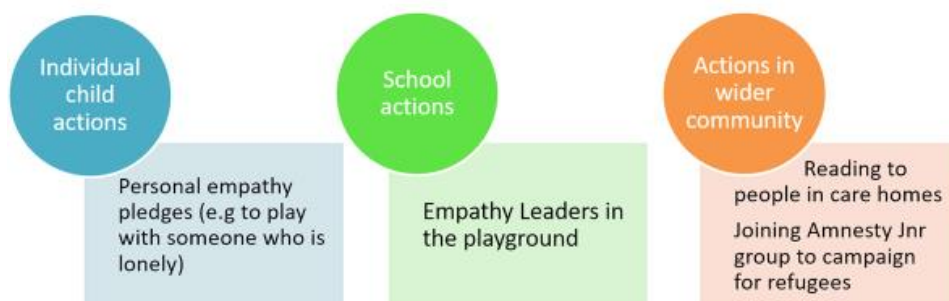 Individual
child
actions
Personal empathy
pledges (e.g to play
with someone who is
lonely)
School
actions
Empathy Leaders in
the playground
Actions in
wider
community
Reading to
people in care homes
Joining Amnesty Jnr
group to campaign
for refugees